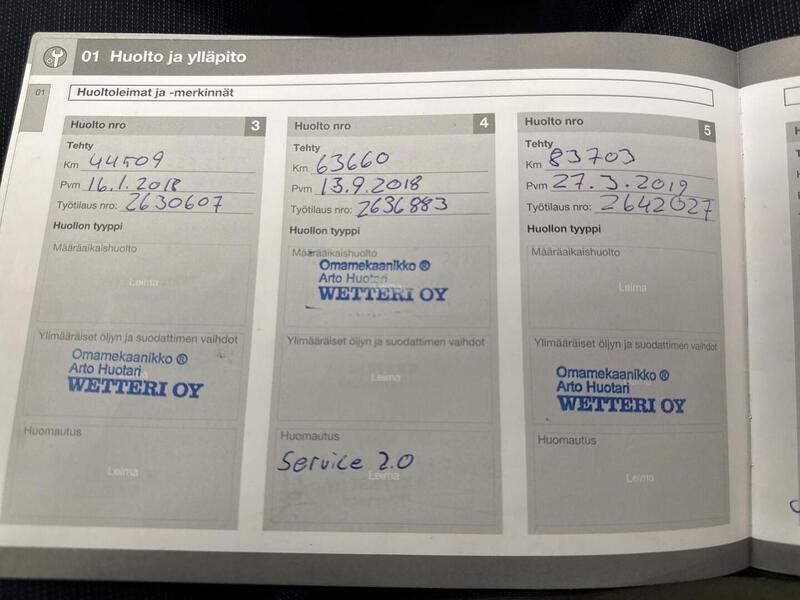 01 Huolto ja ylläpito
01
Huoltoleimat ja -merkinnät
Huolto nro 3
Tehty
Km 44509
Pvm 16.1.2018
Työtilaus nro: 2630607
Huollon tyyppi
Määräaikaishuolto
Leima
Ylimääräiset öljyn ja suodattimen vaihdot
Omamekaanikko ®
Arto Huotari
WETTERI OY
Huomautus
Leima
Huolto nro 4
Tehty
Km 63660
Pvm 13.9.2018
Työtilaus nro: 2636883
Huollon tyyppi
Määräaikaishuolto
Omamekaanikko ®
Arto Huotari
WETTERI OY
Ylimääräiset öljyn ja suodattimen vaihdot
Leima
Huomautus
Service 2.0
Leima
Huolto nro 5
Tehty
Km 83703
Pvm 27.3.2019
Työtilaus nro: 2642027
Huollon tyyppi
Määräaikaishuolto
Leima
Ylimääräiset öljyn ja suodattimen vaihdot
Omamekaanikko ®
Arto Huotari
WETTERI OY
Huomautus
Leima